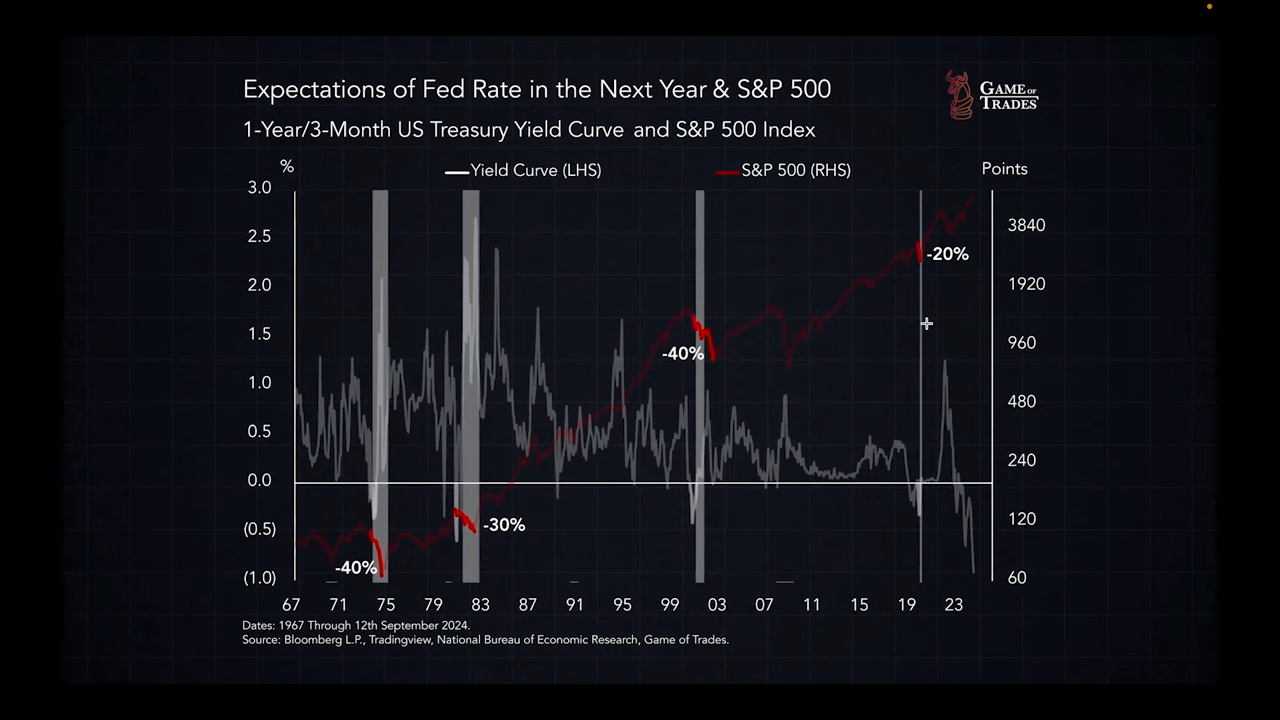 Expectations of Fed Rate in the Next Year & S&P 500
GAME OF
TRADES
1-Year/3-Month US Treasury Yield Curve and S&P 500 Index
% Yield Curve (LHS) S&P 500 (RHS) Points
3.0
2.5
2.0
1.5
1.0
0.5
0.0
(0.5)
(1.0)
3840
1920
960
480
240
120
60
-40%
-30%
-40%
-20%
67 71 75 79 83 87 91 95 99 03 07 11 15 19 23
Dates: 1967 Through 12th September 2024.
Source: Bloomberg L.P., Tradingview, National Bureau of Economic Research, Game of Trades.